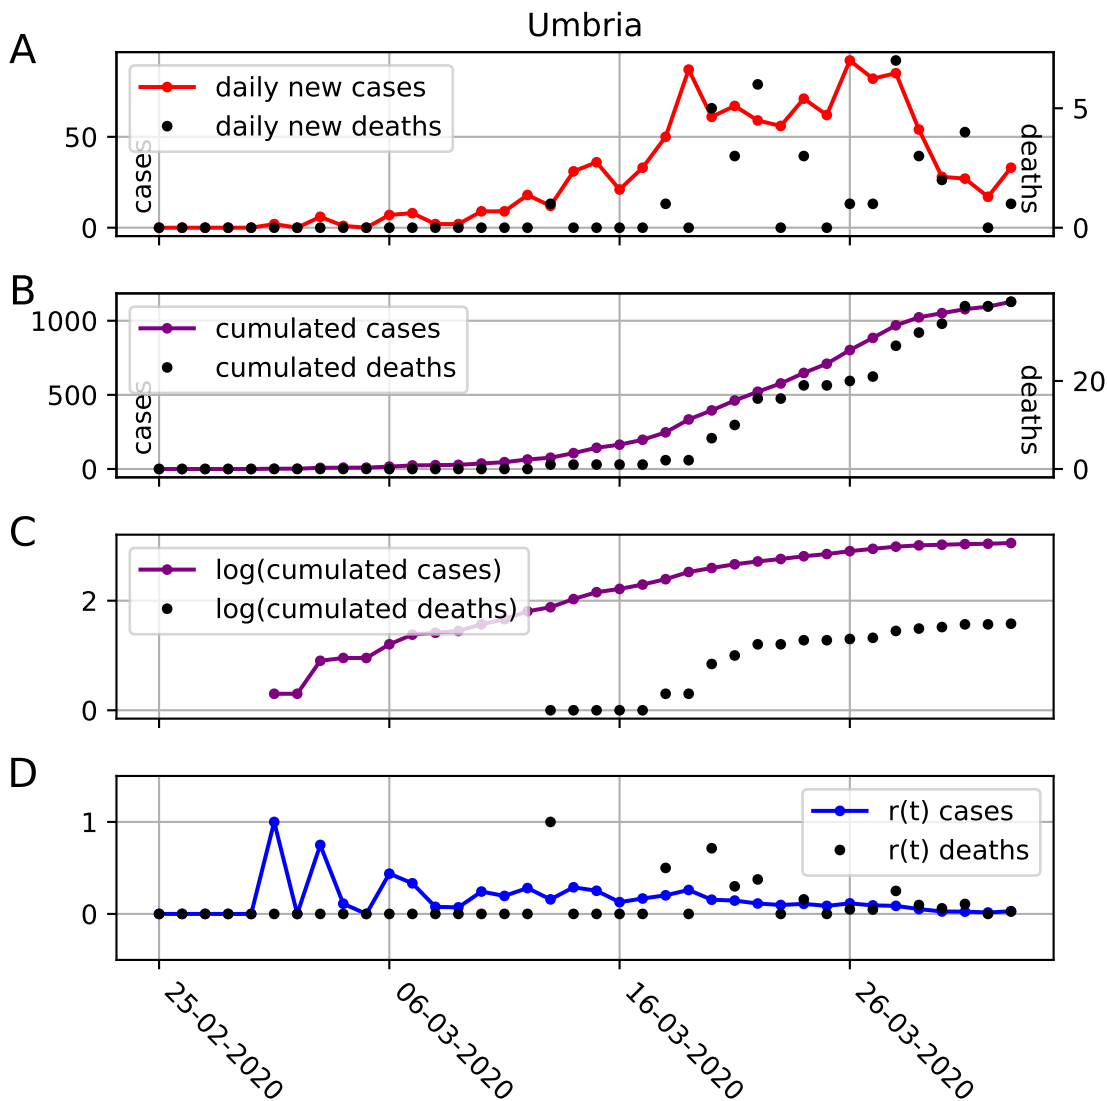 Umbria
A
daily new cases
daily new deaths
50
0
cases
5
0
deaths
B
cumulated cases
cumulated deaths
1000
500
0
cases
20
0
deaths
C
log(cumulated cases)
log(cumulated deaths)
2
0
D
r(t) cases
r(t) deaths
1
0
25-02-2020
06-03-2020
16-03-2020
26-03-2020